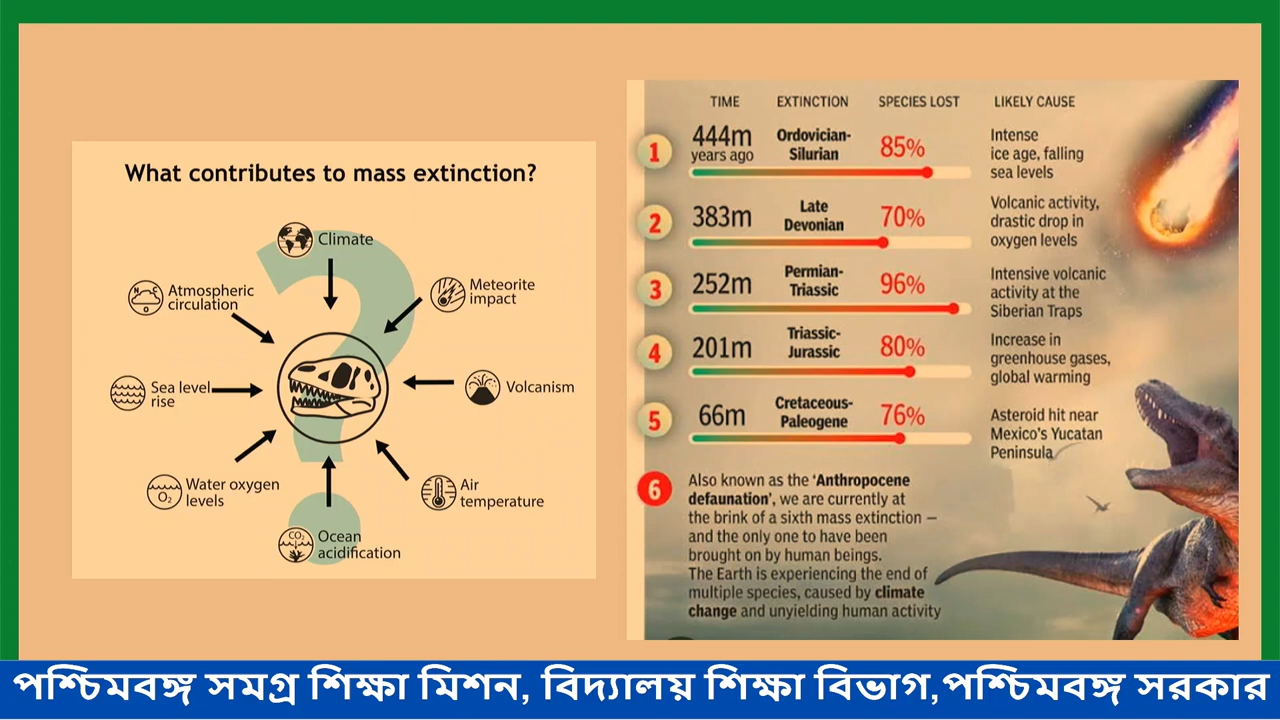 What contributes to mass extinction?
Climate
Atmospheric
circulation
Meteorite
impact
Sea level
rise
Volcanism
Water oxygen
levels
O₂
Air
temperature
CO₂
Ocean
acidification
TIME EXTINCTION SPECIES LOST LIKELY CAUSE
1 444m years ago Ordovician-Silurian 85% Intense
ice age, falling
sea levels
2 383m Late Devonian 70% Volcanic activity,
drastic drop in
oxygen levels
3 252m Permian-Triassic 96% Intensive volcanic
activity at the
Siberian Traps
4 201m Triassic-Jurassic 80% Increase in
greenhouse gases,
global warming
5 66m Cretaceous-Paleogene 76% Asteroid hit near
Mexico's Yucatan
Peninsula
6 Also known as the 'Anthropocene
defaunation', we are currently at
the brink of a sixth mass extinction –
and the only one to have been
brought on by human beings.
The Earth is experiencing the end of
multiple species, caused by climate
change and unyielding human activity
পশ্চিমবঙ্গ সমগ্র শিক্ষা মিশন, বিদ্যালয় শিক্ষা বিভাগ,পশ্চিমবঙ্গ সরকার